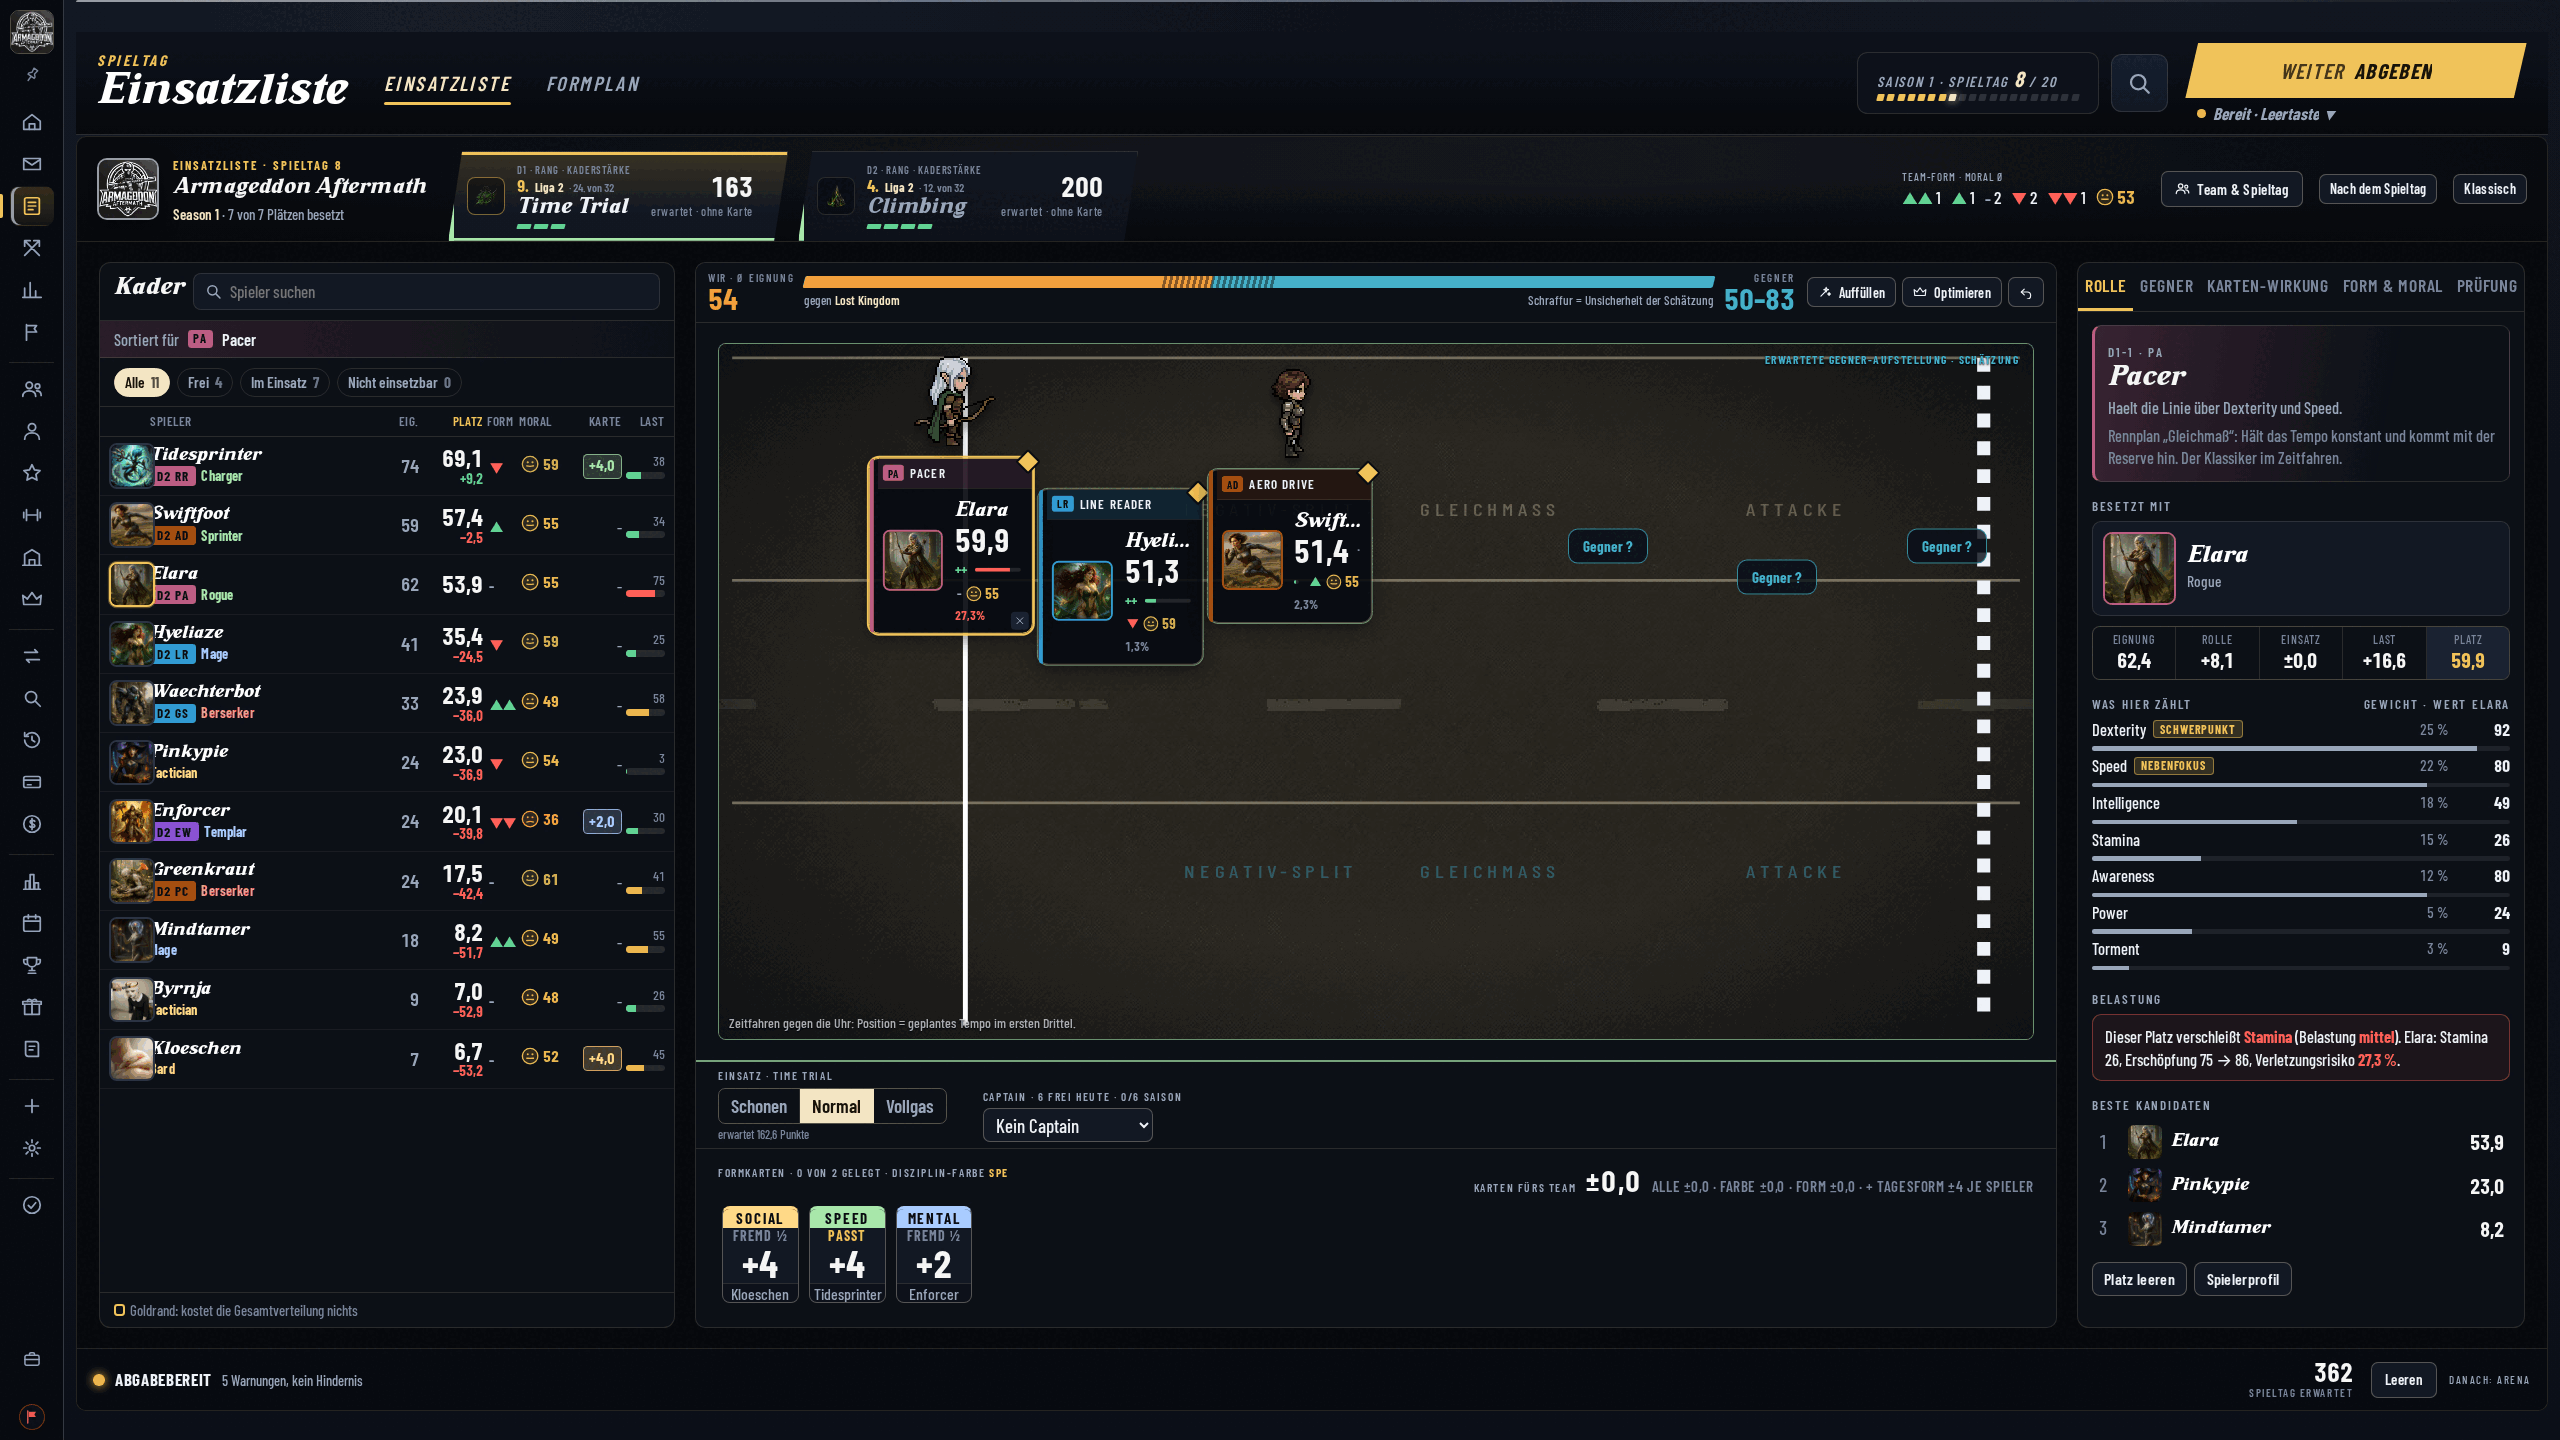 SPIELTAG
Einsatzliste
EINSATZLISTE
FORMPLAN
SAISON 1 · SPIELTAG 8 / 20
WEITER ABGEBEN
Bereit · Leertaste ▼
EINSATZLISTE · SPIELTAG 8
Armageddon Aftermath
Season 1 · 7 von 7 Plätzen besetzt
D1 · RANG · KADERSTÄRKE
9. Liga 2 · 24. von 32
Time Trial
163
erwartet · ohne Karte
D2 · RANG · KADERSTÄRKE
4. Liga 2 · 12. von 32
Climbing
200
erwartet · ohne Karte
TEAM-FORM · MORAL Ø
▲▲1 ▲1 –2 ▼2 ▼▼1 53
Team & Spieltag
Nach dem Spieltag
Klassisch
Kader
Spieler suchen
Sortiert für PA Pacer
Alle 11
Frei 4
Im Einsatz 7
Nicht einsetzbar 0
SPIELER EIG. PLATZ FORM MORAL KARTE LAST
Tidesprinter
D2 RR Charger
74 69,1 +9,2 ▼ 59 +4,0 38
Swiftfoot
D2 AD Sprinter
59 57,4 –2,5 ▲ 55 – 34
Elara
D2 PA Rogue
62 53,9 – 55 – 75
Hyeliaze
D2 LR Mage
41 35,4 –24,5 ▼ 59 – 25
Waechterbot
D2 GS Berserker
33 23,9 –36,0 ▲▲ 49 – 58
Pinkypie
actician
24 23,0 –36,9 ▼ 54 – 3
Enforcer
D2 EW Templar
24 20,1 –39,8 ▼▼ 36 +2,0 30
Greenkraut
D2 PC Berserker
24 17,5 –42,4 – 61 – 41
Mindtamer
lage
18 8,2 –51,7 ▲▲ 49 – 55
Byrnja
actician
9 7,0 –52,9 – 48 – 26
Kloeschen
ard
7 6,7 –53,2 – 52 +4,0 45
Goldrand: kostet die Gesamtverteilung nichts
WIR · Ø EIGNUNG
54
gegen Lost Kingdom
Schraffur = Unsicherheit der Schätzung
GEGNER
50–83
Auffüllen
Optimieren
ERWARTETE GEGNER-AUFSTELLUNG · SCHÄTZUNG
PA PACER
Elara
59,9
++
– 55
27,3%
LR LINE READER
Hyeli...
51,3
++
▼ 59
1,3%
AD AERO DRIVE
Swift...
51,4
▲ 55
2,3%
GLEICHMASS
ATTACKE
Gegner ?
Gegner ?
Gegner ?
NEGATIV-SPLIT
GLEICHMASS
ATTACKE
Zeitfahren gegen die Uhr: Position = geplantes Tempo im ersten Drittel.
EINSATZ · TIME TRIAL
Schonen
Normal
Vollgas
erwartet 162,6 Punkte
CAPTAIN · 6 FREI HEUTE · 0/6 SAISON
Kein Captain
FORMKARTEN · 0 VON 2 GELEGT · DISZIPLIN-FARBE SPE
KARTEN FÜRS TEAM ±0,0 ALLE ±0,0 · FARBE ±0,0 · FORM ±0,0 · + TAGESFORM ±4 JE SPIELER
SOCIAL
FREMD ½
+4
Kloeschen
SPEED
PASST
+4
Tidesprinter
MENTAL
FREMD ½
+2
Enforcer
ROLLE
GEGNER
KARTEN-WIRKUNG
FORM & MORAL
PRÜFUNG
D1-1 · PA
Pacer
Haelt die Linie über Dexterity und Speed.
Rennplan „Gleichmaß“: Hält das Tempo konstant und kommt mit der
Reserve hin. Der Klassiker im Zeitfahren.
BESETZT MIT
Elara
Rogue
EIGNUNG 62,4
ROLLE +8,1
EINSATZ ±0,0
LAST +16,6
PLATZ 59,9
WAS HIER ZÄHLT
GEWICHT · WERT ELARA
Dexterity SCHWERPUNKT 25 % 92
Speed NEBENFOKUS 22 % 80
Intelligence 18 % 49
Stamina 15 % 26
Awareness 12 % 80
Power 5 % 24
Torment 3 % 9
BELASTUNG
Dieser Platz verschleißt Stamina (Belastung mittel). Elara: Stamina
26, Erschöpfung 75 → 86, Verletzungsrisiko 27,3 %.
BESTE KANDIDATEN
1 Elara 53,9
2 Pinkypie 23,0
3 Mindtamer 8,2
Platz leeren
Spielerprofil
ABGABEBEREIT
5 Warnungen, kein Hindernis
362
SPIELTAG ERWARTET
Leeren
DANACH: ARENA